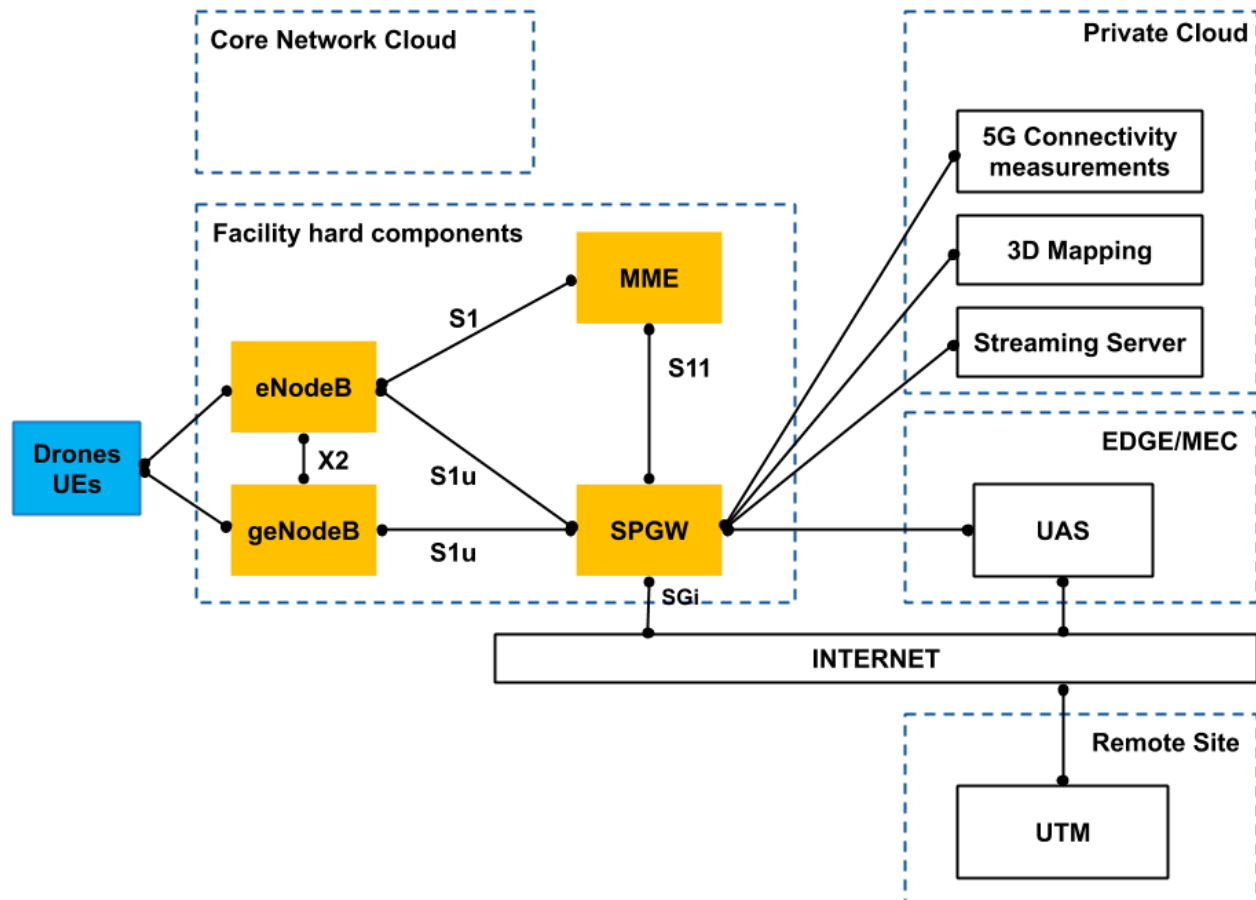 Core Network Cloud
Private Cloud
5G Connectivity
measurements
3D Mapping
Streaming Server
Facility hard components
MME
S1
S11
eNodeB
X2
Drones
UEs
geNodeB
S1u
S1u
SPGW
SGi
EDGE/MEC
UAS
INTERNET
Remote Site
UTM